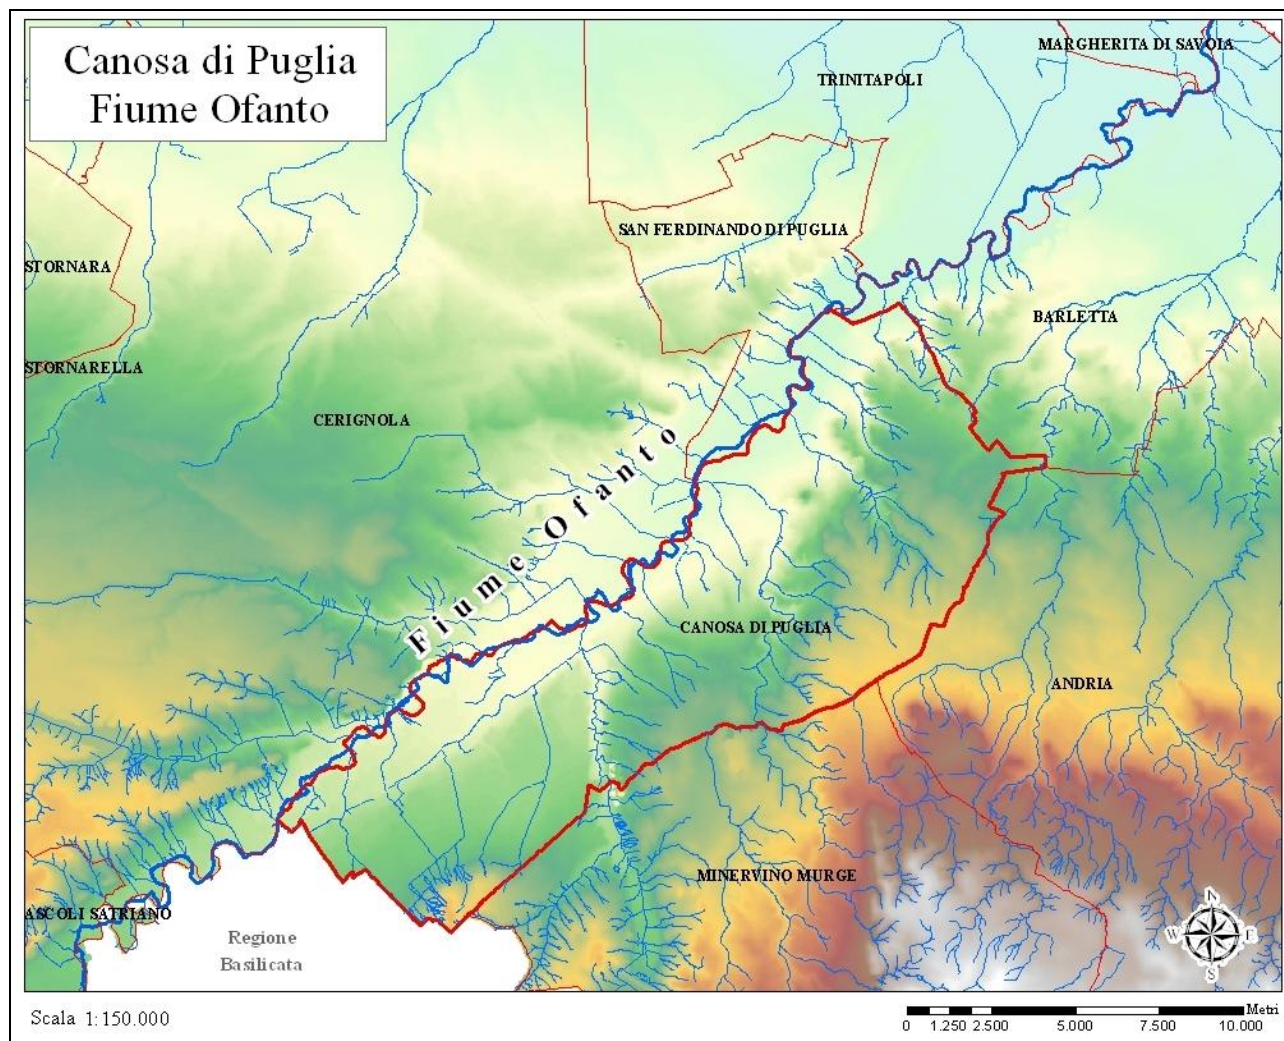 Canosa di Puglia
Fiume Ofanto
MARGHERITA DI SAVOIA
TRINITAPOLI
SAN FERDINANDO DI PUGLIA
STORNARA
BARLETTA
STORNARELLA
CERIGNOLA
Fiume Ofanto
CANOSA DI PUGLIA
ANDRIA
MINERVINO MURGE
ASCOLI SATRIANO
Regione
Basilicata
N
W E
S
Scala 1:150.000
Metri
0 1.250 2.500 5.000 7.500 10.000